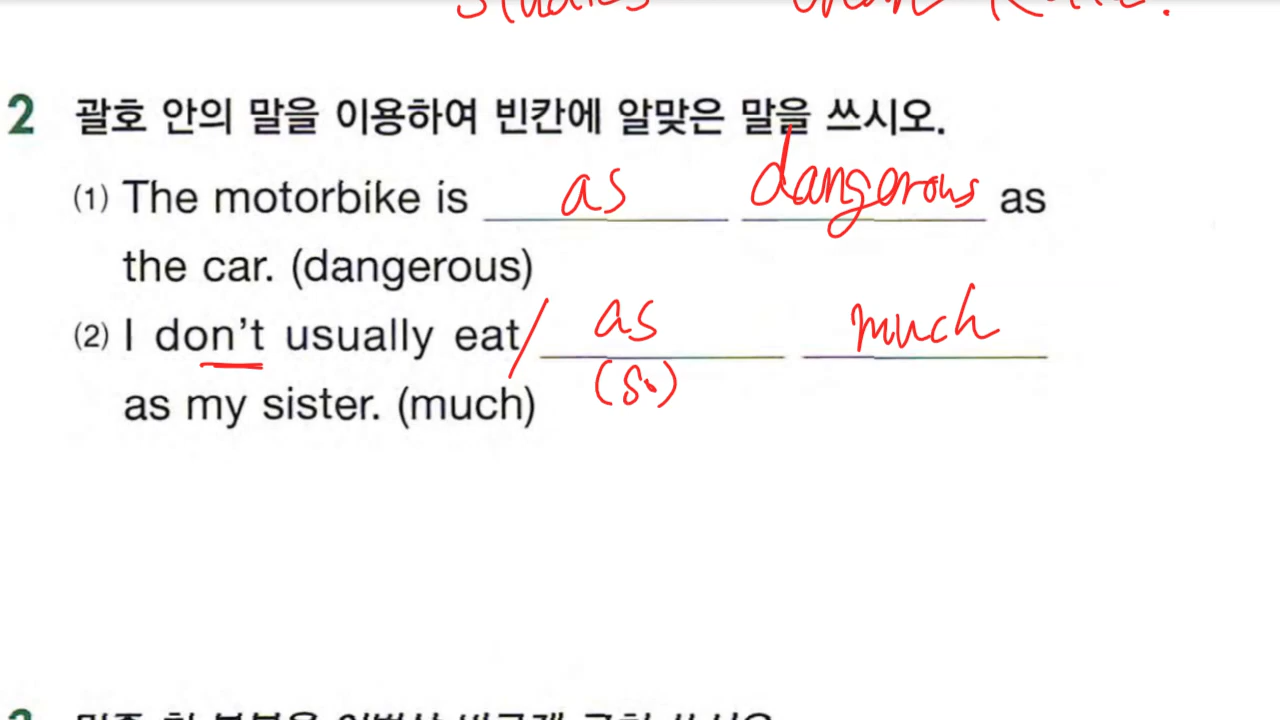 studies than
2 괄호 안의 말을 이용하여 빈칸에 알맞은 말을 쓰시오.
(1) The motorbike is as dangerous as
the car. (dangerous)
(2) I don't usually eat / as much
(so)
as my sister. (much)